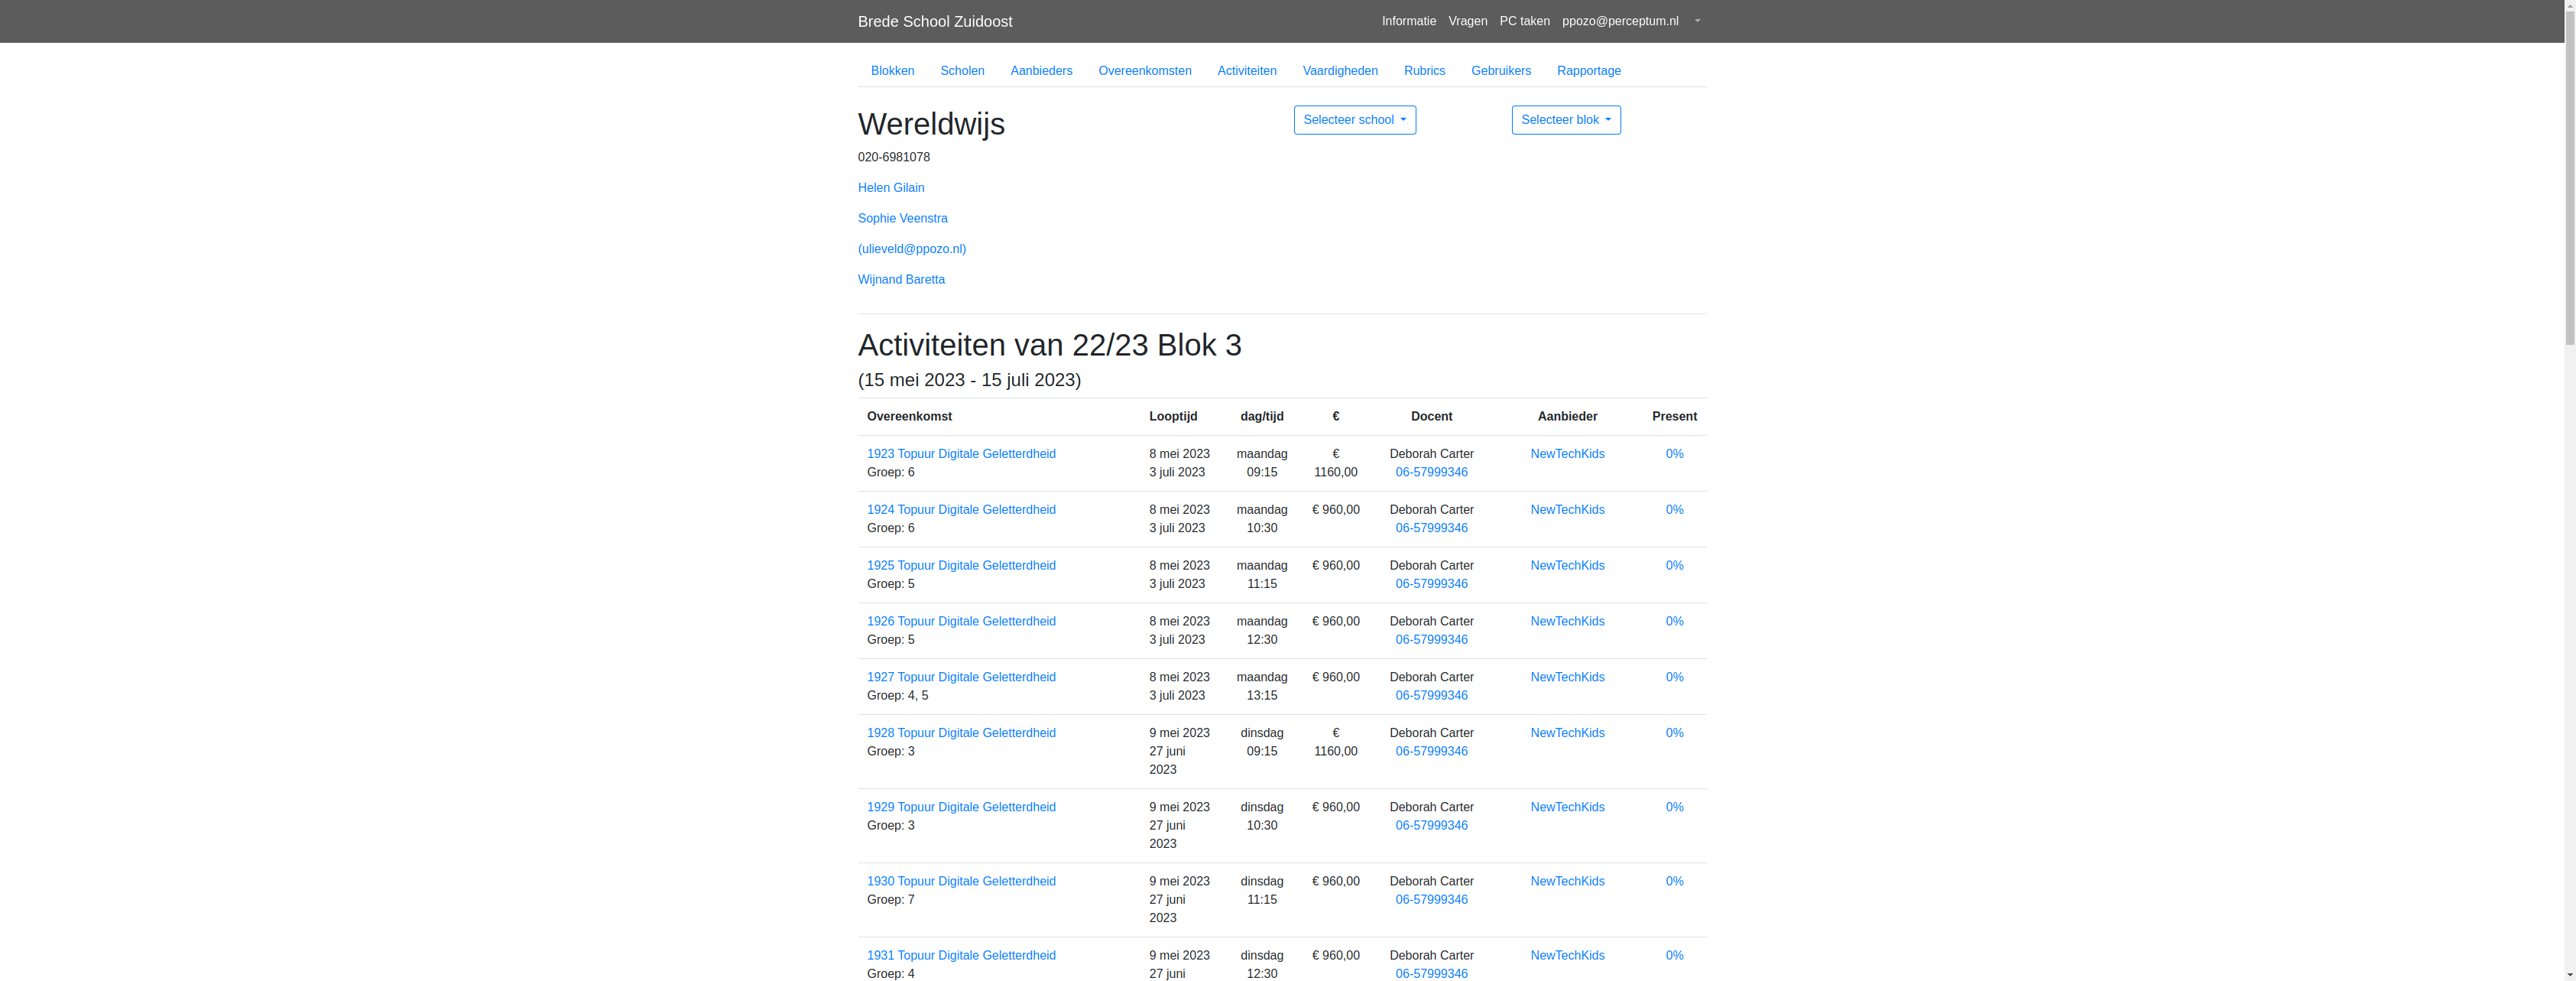 Brede School Zuidoost
Informatie Vragen PC taken ppozo@perceptum.nl
Blokken Scholen Aanbieders Overeenkomsten Activiteiten Vaardigheden Rubrics Gebruikers Rapportage
Wereldwijs
Selecteer school Selecteer blok
020-6981078
Helen Gilain
Sophie Veenstra
(ulieveld@ppozo.nl)
Wijnand Baretta
Activiteiten van 22/23 Blok 3
(15 mei 2023 - 15 juli 2023)
Overeenkomst Looptijd dag/tijd € Docent Aanbieder Present
1923 Topuur Digitale Geletterdheid 8 mei 2023 maandag € Deborah Carter NewTechKids 0%
Groep: 6 3 juli 2023 09:15 1160,00 06-57999346
1924 Topuur Digitale Geletterdheid 8 mei 2023 maandag € 960,00 Deborah Carter NewTechKids 0%
Groep: 6 3 juli 2023 10:30 06-57999346
1925 Topuur Digitale Geletterdheid 8 mei 2023 maandag € 960,00 Deborah Carter NewTechKids 0%
Groep: 5 3 juli 2023 11:15 06-57999346
1926 Topuur Digitale Geletterdheid 8 mei 2023 maandag € 960,00 Deborah Carter NewTechKids 0%
Groep: 5 3 juli 2023 12:30 06-57999346
1927 Topuur Digitale Geletterdheid 8 mei 2023 maandag € 960,00 Deborah Carter NewTechKids 0%
Groep: 4, 5 3 juli 2023 13:15 06-57999346
1928 Topuur Digitale Geletterdheid 9 mei 2023 dinsdag € Deborah Carter NewTechKids 0%
Groep: 3 27 juni 09:15 1160,00 06-57999346
2023
1929 Topuur Digitale Geletterdheid 9 mei 2023 dinsdag € 960,00 Deborah Carter NewTechKids 0%
Groep: 3 27 juni 10:30 06-57999346
2023
1930 Topuur Digitale Geletterdheid 9 mei 2023 dinsdag € 960,00 Deborah Carter NewTechKids 0%
Groep: 7 27 juni 11:15 06-57999346
2023
1931 Topuur Digitale Geletterdheid 9 mei 2023 dinsdag € 960,00 Deborah Carter NewTechKids 0%
Groep: 4 27 juni 12:30 06-57999346